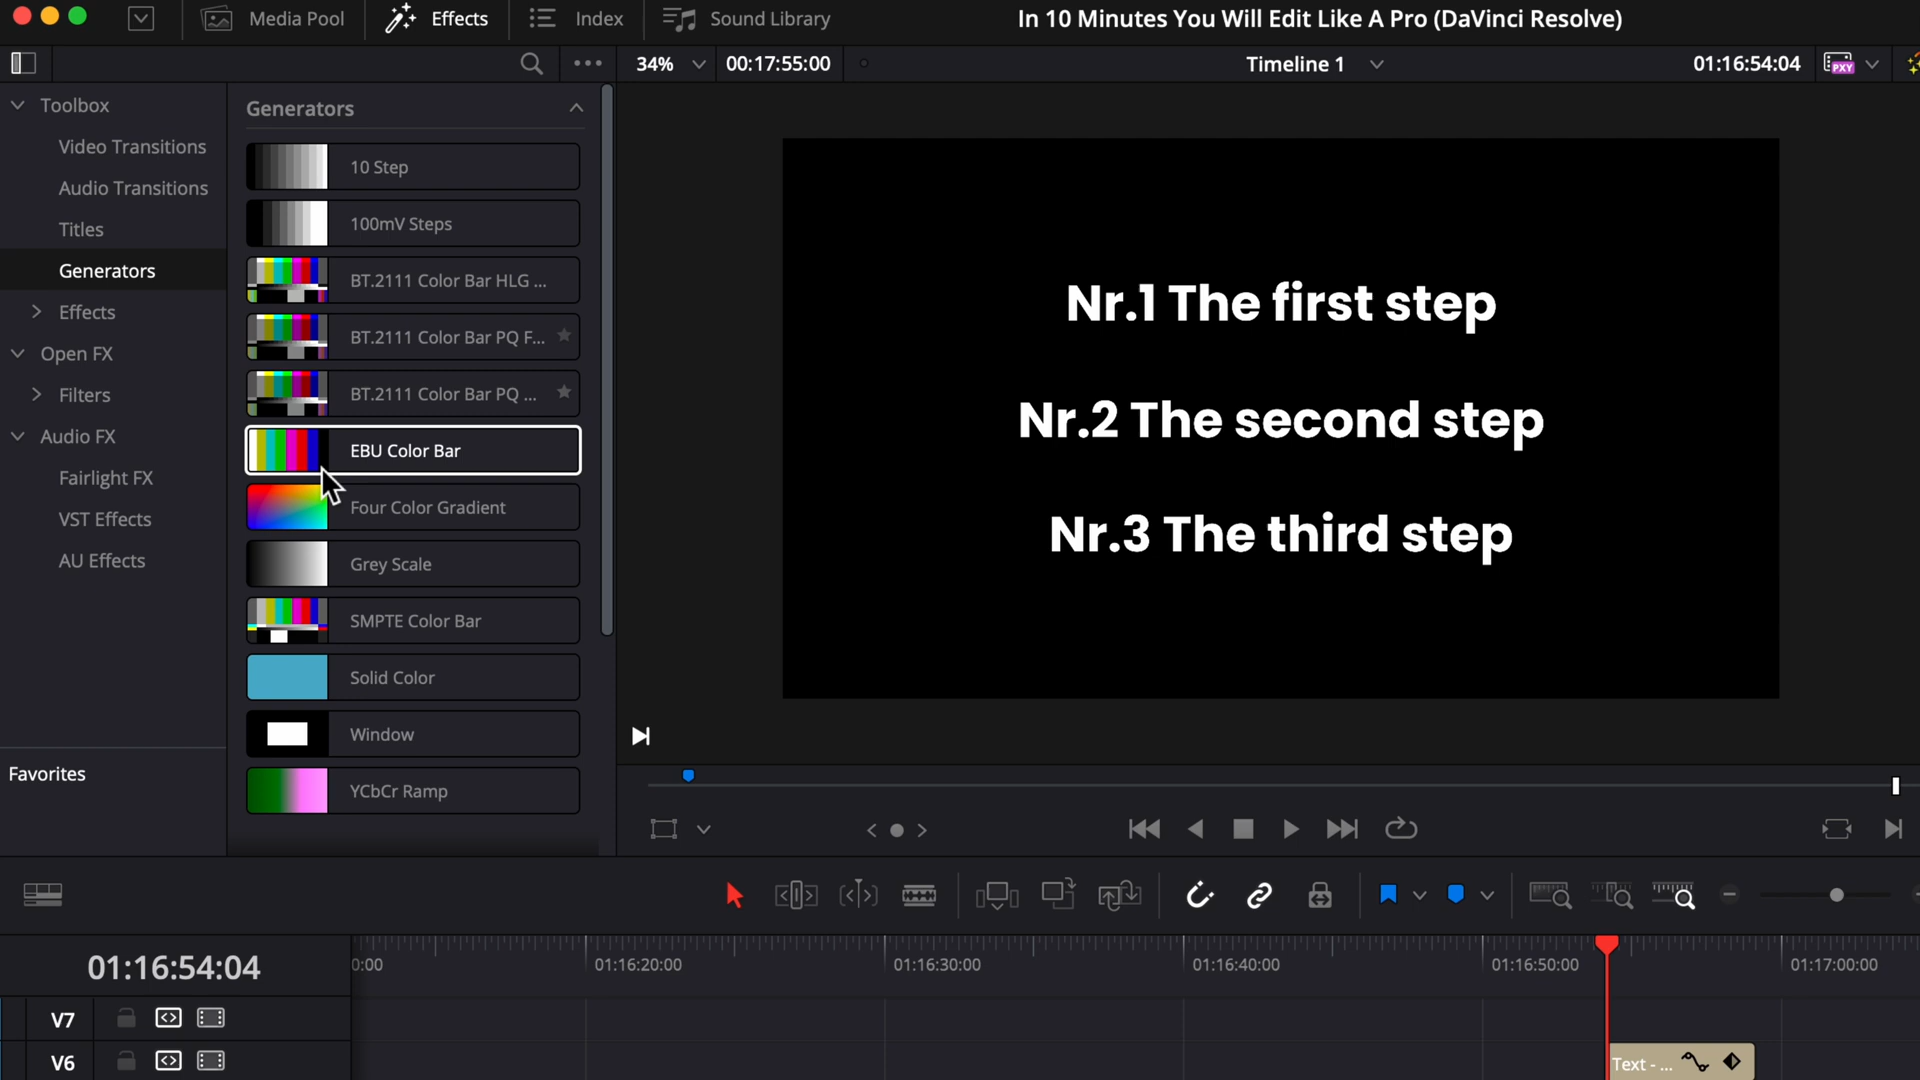 Media Pool
Effects
Index
Sound Library
In 10 Minutes You Will Edit Like A Pro (DaVinci Resolve)
34%
00:17:55:00
Timeline 1
01:16:54:04
PXY
Toolbox
Video Transitions
Audio Transitions
Titles
Generators
Effects
Open FX
Filters
Audio FX
Fairlight FX
VST Effects
AU Effects
Favorites
Generators
10 Step
100mV Steps
BT.2111 Color Bar HLG ...
BT.2111 Color Bar PQ F...
BT.2111 Color Bar PQ ...
EBU Color Bar
Four Color Gradient
Grey Scale
SMPTE Color Bar
Solid Color
Window
YCbCr Ramp
Nr.1 The first step
Nr.2 The second step
Nr.3 The third step
01:16:54:04
0:00
01:16:20:00
01:16:30:00
01:16:40:00
01:16:50:00
01:17:00:00
V7
V6
Text - ...